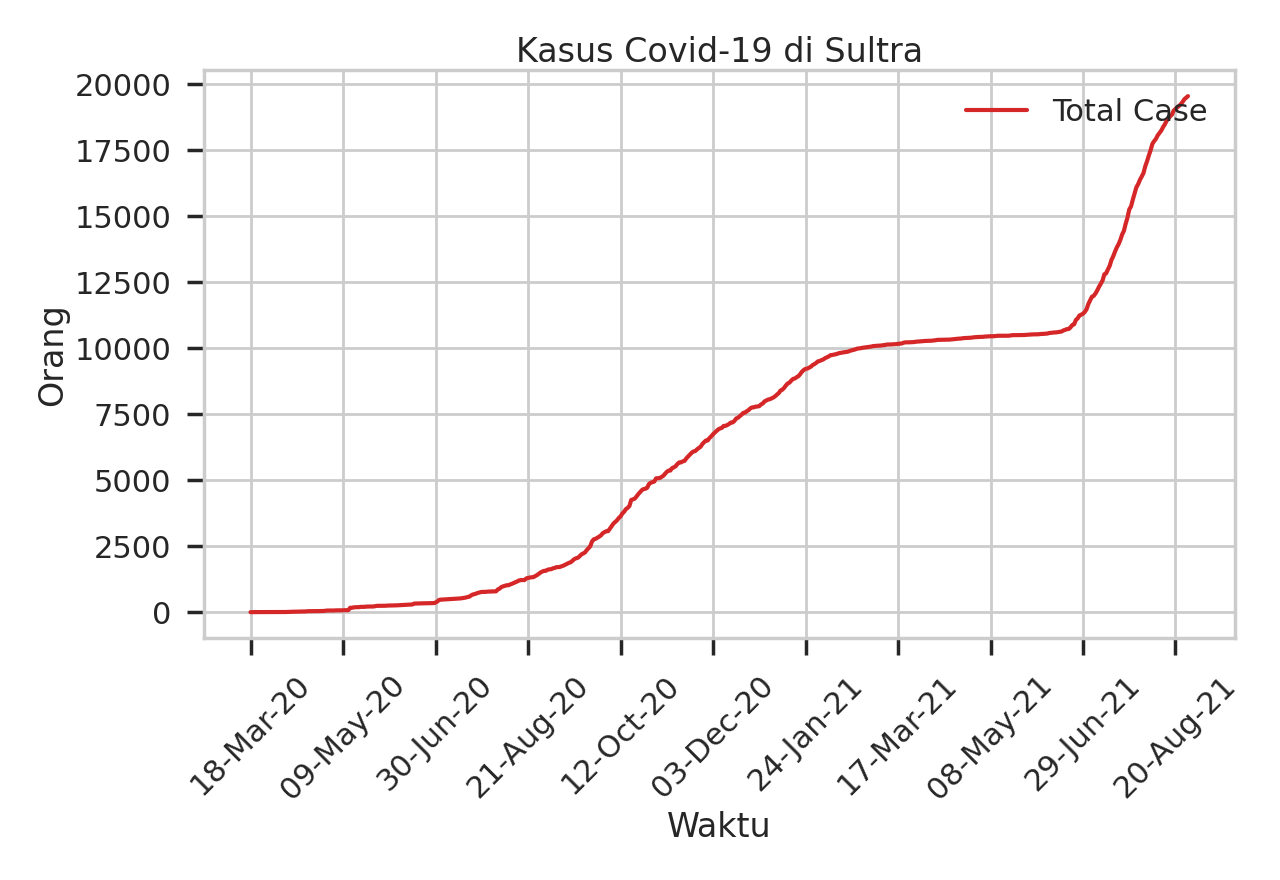 Kasus Covid-19 di Sultra
Total Case
20000
17500
15000
12500
10000
7500
5000
2500
0
Orang
18-Mar-20
09-May-20
30-Jun-20
21-Aug-20
12-Oct-20
03-Dec-20
24-Jan-21
17-Mar-21
08-May-21
29-Jun-21
20-Aug-21
Waktu